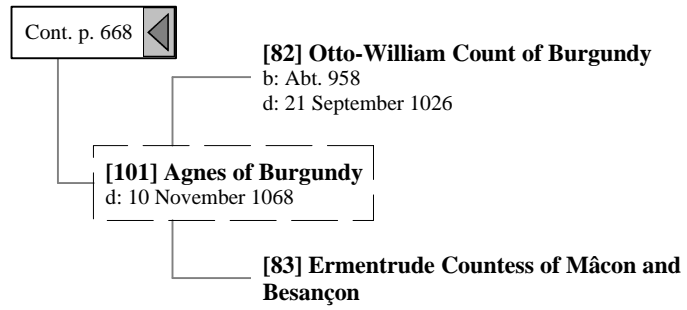 Cont. p. 668
[82] Otto-William Count of Burgundy
b: Abt. 958
d: 21 September 1026
[101] Agnes of Burgundy
d: 10 November 1068
[83] Ermentrude Countess of Mâcon and
Besançon